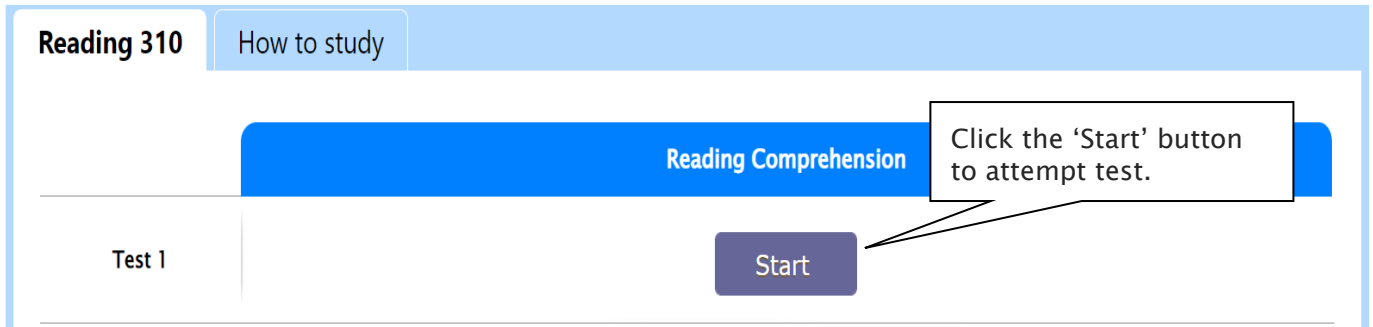 Reading 310
How to study
Reading Comprehension
Click the ‘Start’ button
to attempt test.
Test 1
Start